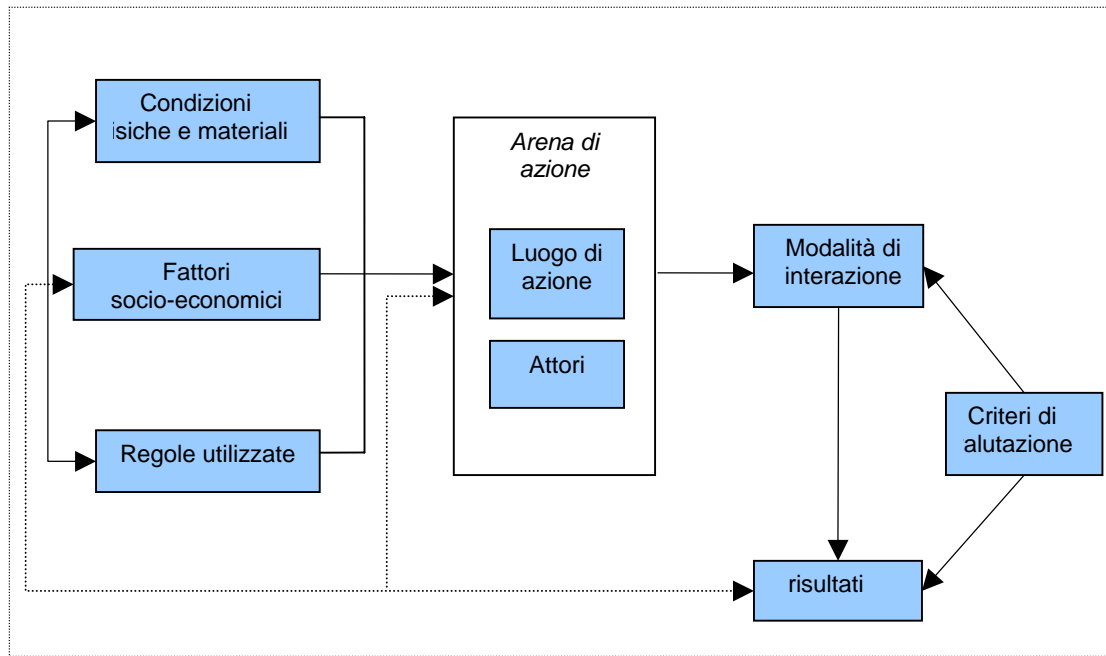 Condizioni
isiche e materiali
Arena di
azione
Luogo di
azione
Modalità di
interazione
Fattori
socio-economici
Attori
Criteri di
alutazione
Regole utilizzate
risultati